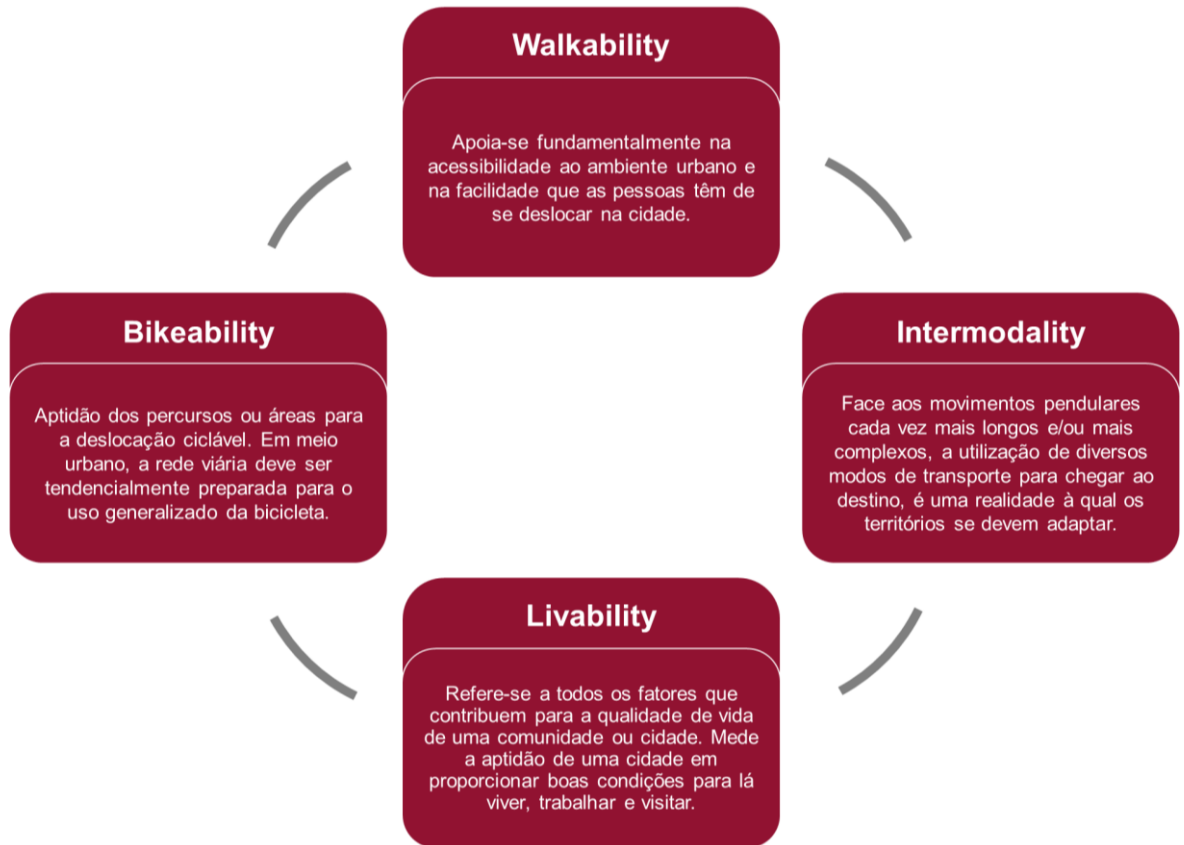 Walkability
Apoia-se fundamentalmente na
acessibilidade ao ambiente urbano e
na facilidade que as pessoas têm de
se deslocar na cidade.
Bikeability
Aptidão dos percursos ou áreas para
a deslocação ciclável. Em meio
urbano, a rede viária deve ser
tendencialmente preparada para o
uso generalizado da bicicleta.
Intermodality
Face aos movimentos pendulares
cada vez mais longos e/ou mais
complexos, a utilização de diversos
modos de transporte para chegar ao
destino, é uma realidade à qual os
territórios se devem adaptar.
Livability
Refere-se a todos os fatores que
contribuem para a qualidade de vida
de uma comunidade ou cidade. Mede
a aptidão de uma cidade em
proporcionar boas condições para lá
viver, trabalhar e visitar.